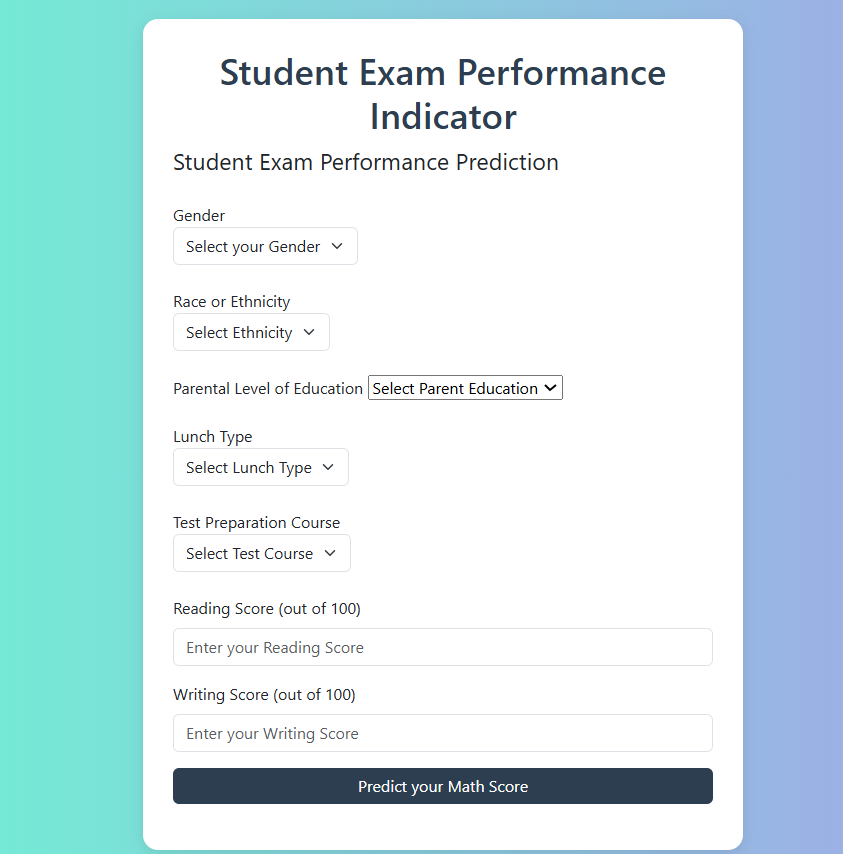 Student Exam Performance
Indicator
Student Exam Performance Prediction
Gender
Select your Gender
Race or Ethnicity
Select Ethnicity
Parental Level of Education Select Parent Education
Lunch Type
Select Lunch Type
Test Preparation Course
Select Test Course
Reading Score (out of 100)
Enter your Reading Score
Writing Score (out of 100)
Enter your Writing Score
Predict your Math Score